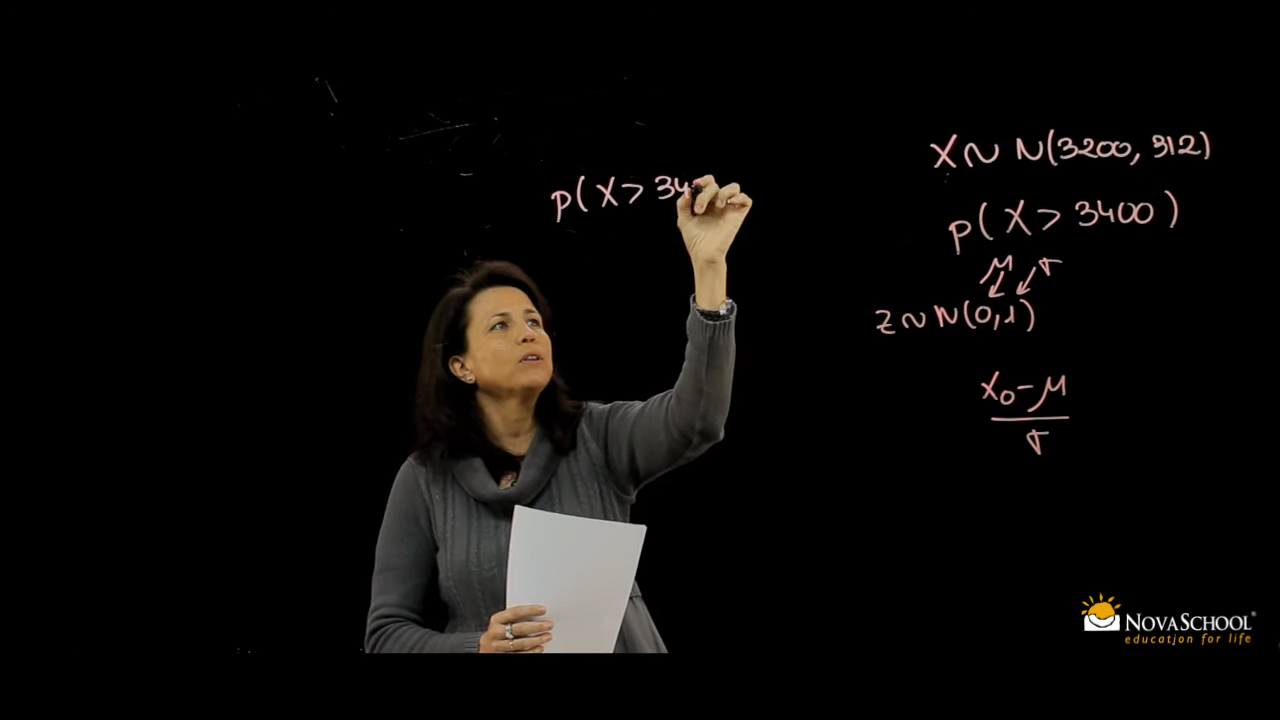 P(X > 34
X ~ N(3200, 312)
P(X > 3400)
μ σ
Z ~ N(0,1)
x₀ - μ
σ
NOVASCHOOL®
education for life